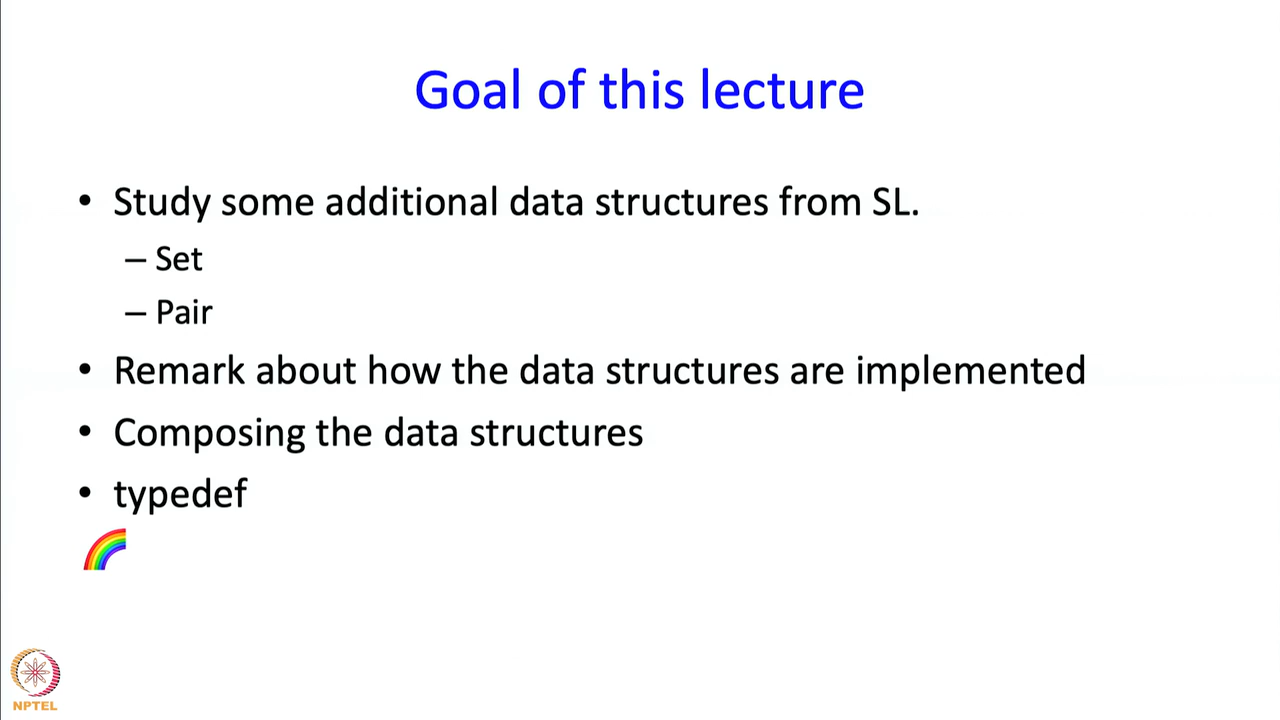 Goal of this lecture
• Study some additional data structures from SL.
– Set
– Pair
• Remark about how the data structures are implemented
• Composing the data structures
• typedef
NPTEL